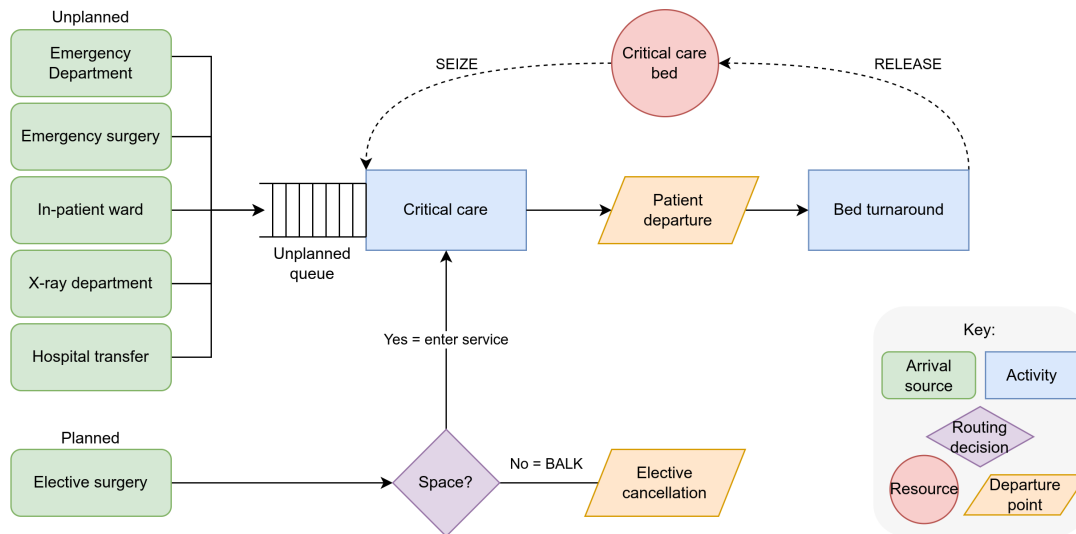 Unplanned
Emergency
Department
Emergency surgery
In-patient ward
X-ray department
Hospital transfer
Planned
Elective surgery
Unplanned
queue
Critical care
SEIZE
Critical care
bed
RELEASE
Patient
departure
Bed turnaround
Yes = enter service
Space?
No = BALK
Elective
cancellation
Key:
Arrival
source
Activity
Routing
decision
Resource
Departure
point